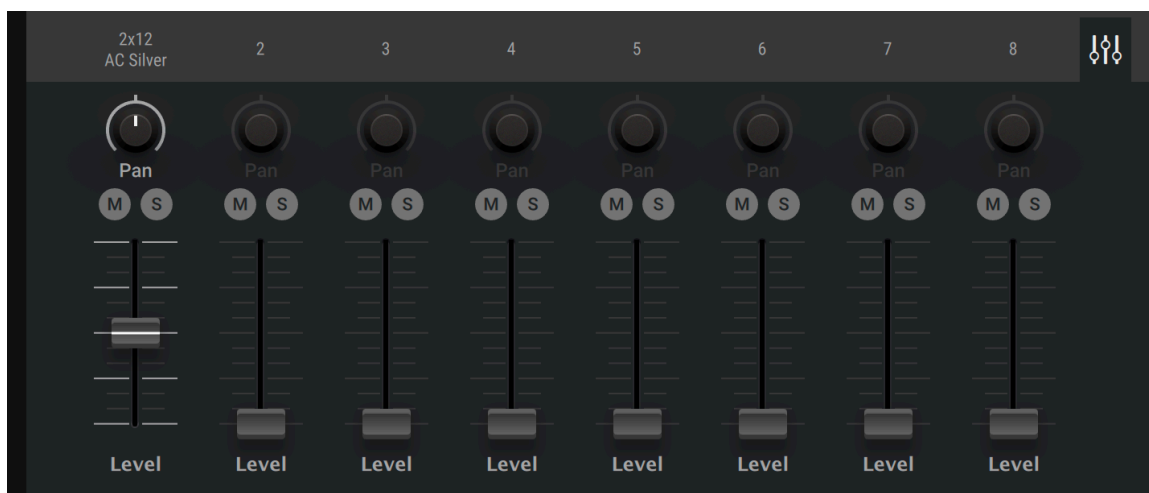 2x12
AC Silver
2
3
4
5
6
7
8
Pan
Pan
Pan
Pan
Pan
Pan
Pan
Pan
M S
M S
M S
M S
M S
M S
M S
M S
Level
Level
Level
Level
Level
Level
Level
Level